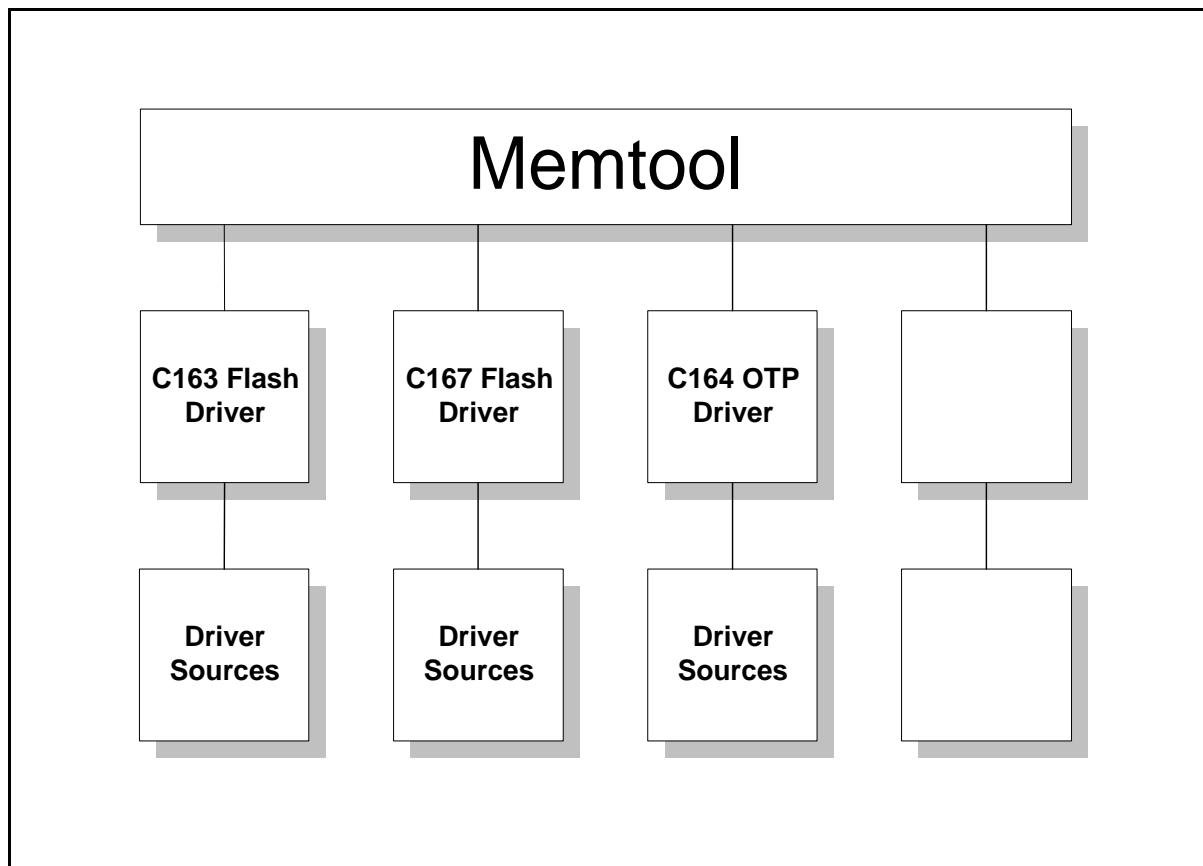 Memtool
C163 Flash
Driver
C167 Flash
Driver
C164 OTP
Driver
Driver
Sources
Driver
Sources
Driver
Sources